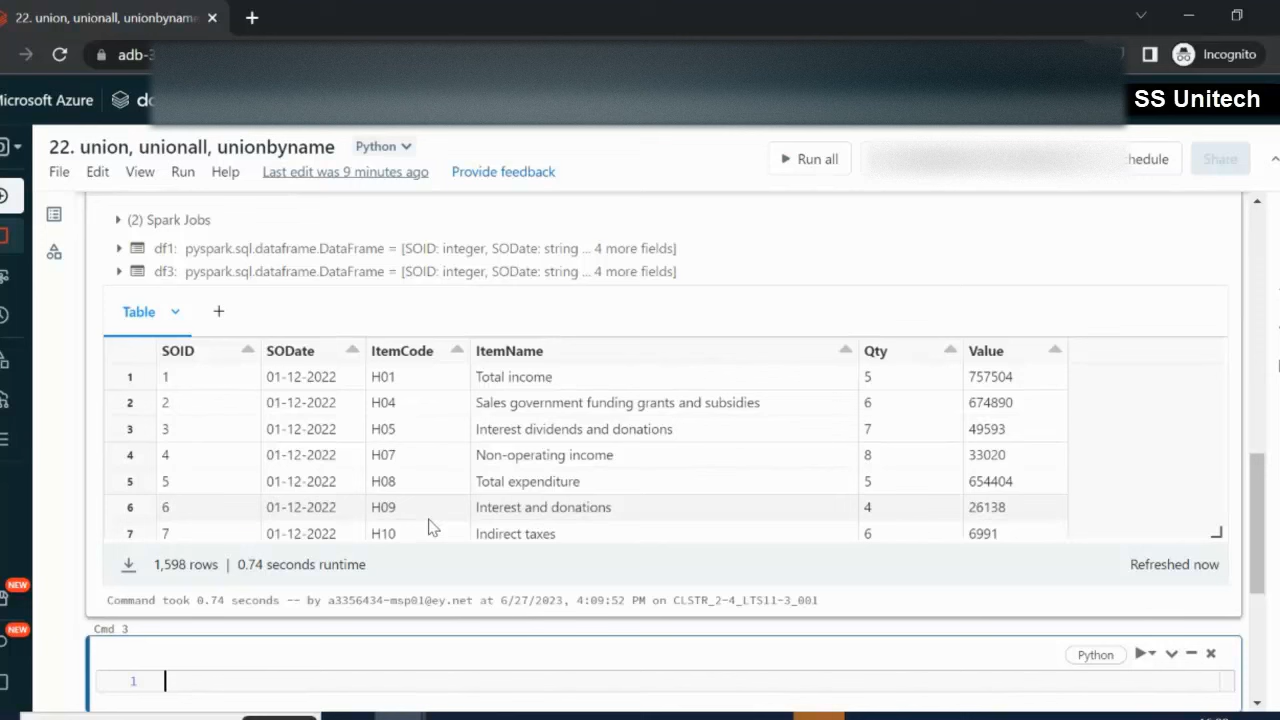 22. union, unionall, unionbyname
adb-3
Incognito
Microsoft Azure
SS Unitech
22. union, unionall, unionbyname Python
Run all
hedule
Share
File Edit View Run Help Last edit was 9 minutes ago Provide feedback
(2) Spark Jobs
df1: pyspark.sql.dataframe.DataFrame = [SOID: integer, SODate: string ... 4 more fields]
df3: pyspark.sql.dataframe.DataFrame = [SOID: integer, SODate: string ... 4 more fields]
Table +
SOID SODate ItemCode ItemName Qty Value
1 1 01-12-2022 H01 Total income 5 757504
2 2 01-12-2022 H04 Sales government funding grants and subsidies 6 674890
3 3 01-12-2022 H05 Interest dividends and donations 7 49593
4 4 01-12-2022 H07 Non-operating income 8 33020
5 5 01-12-2022 H08 Total expenditure 5 654404
6 6 01-12-2022 H09 Interest and donations 4 26138
7 7 01-12-2022 H10 Indirect taxes 6 6991
1,598 rows | 0.74 seconds runtime Refreshed now
Command took 0.74 seconds -- by a3356434-msp01@ey.net at 6/27/2023, 4:09:52 PM on CLSTR_2-4_LTS11-3_001
NEW
Cmd 3
NEW
Python
1